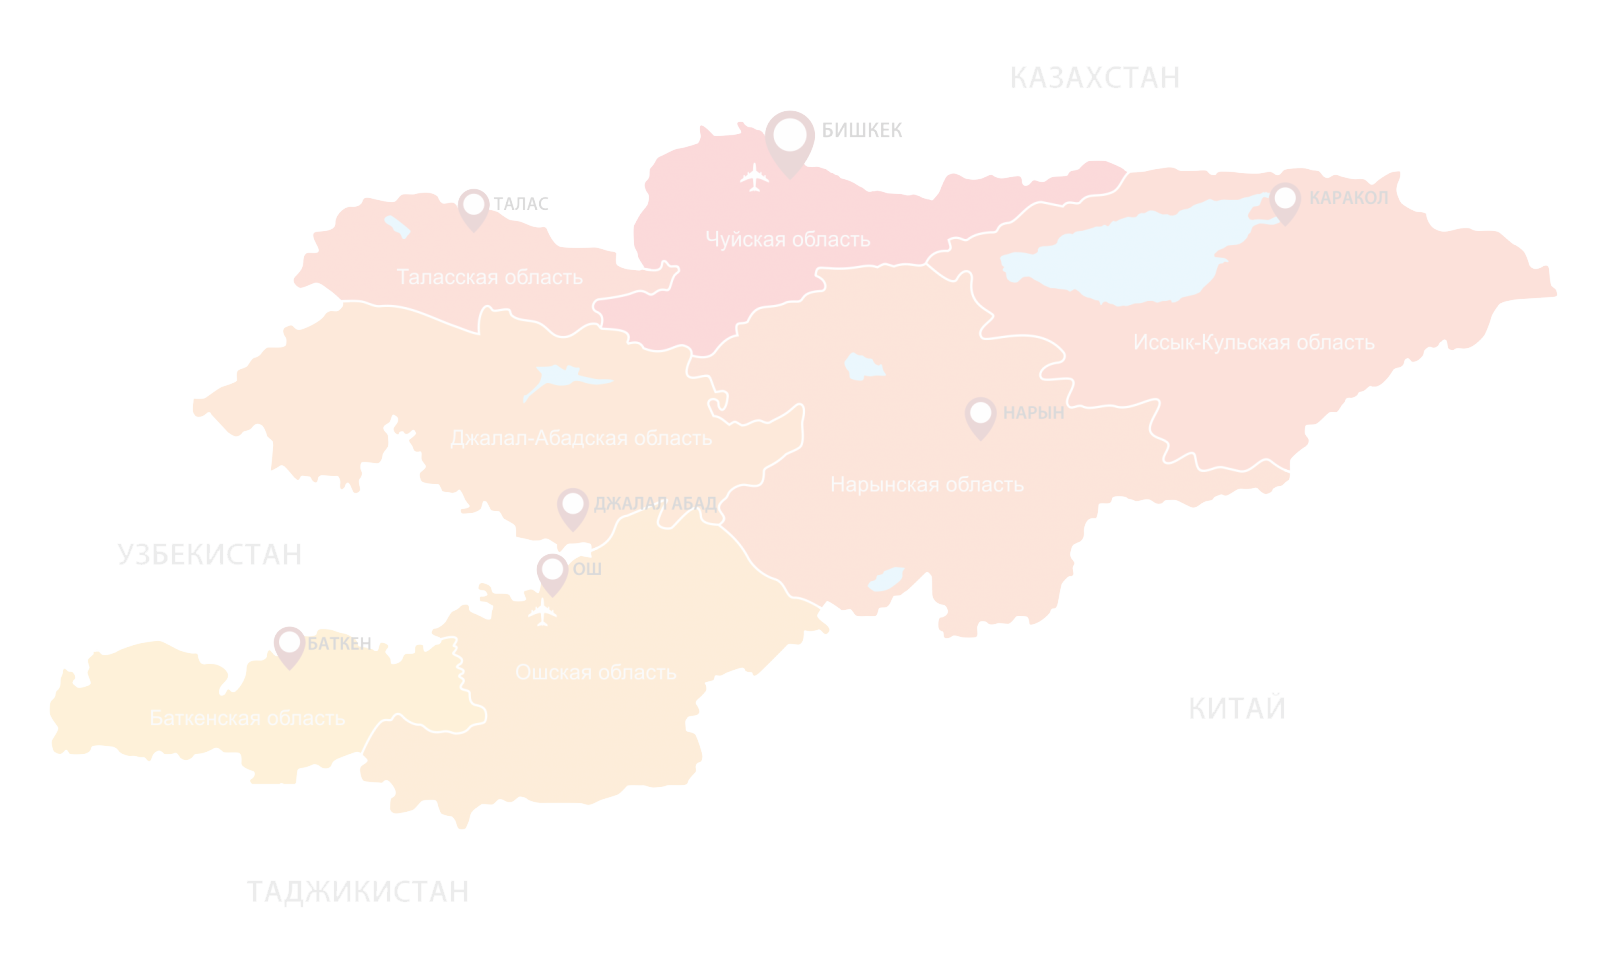 КАЗАХСТАН
БИШКЕК
ТАЛАС
КАРАКОЛ
Чуйская область
Таласская область
Иссык-Кульская область
НАРЫН
Джалал-Абадская область
Нарынская область
ДЖАЛАЛ АБАД
УЗБЕКИСТАН
ОШ
БАТКЕН
Ошская область
КИТАЙ
Баткенская область
ТАДЖИКИСТАН